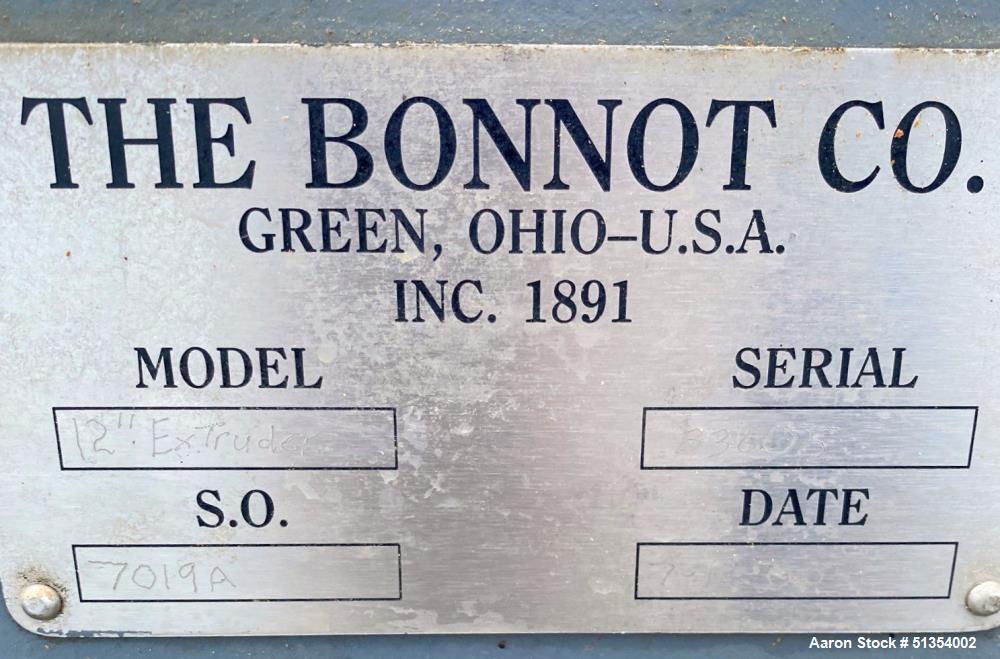 THE BONNOT CO.
GREEN, OHIO–U.S.A.
INC. 1891
MODEL
SERIAL
12" Extruder
S.O.
DATE
7019A
Aaron Stock # 51354002